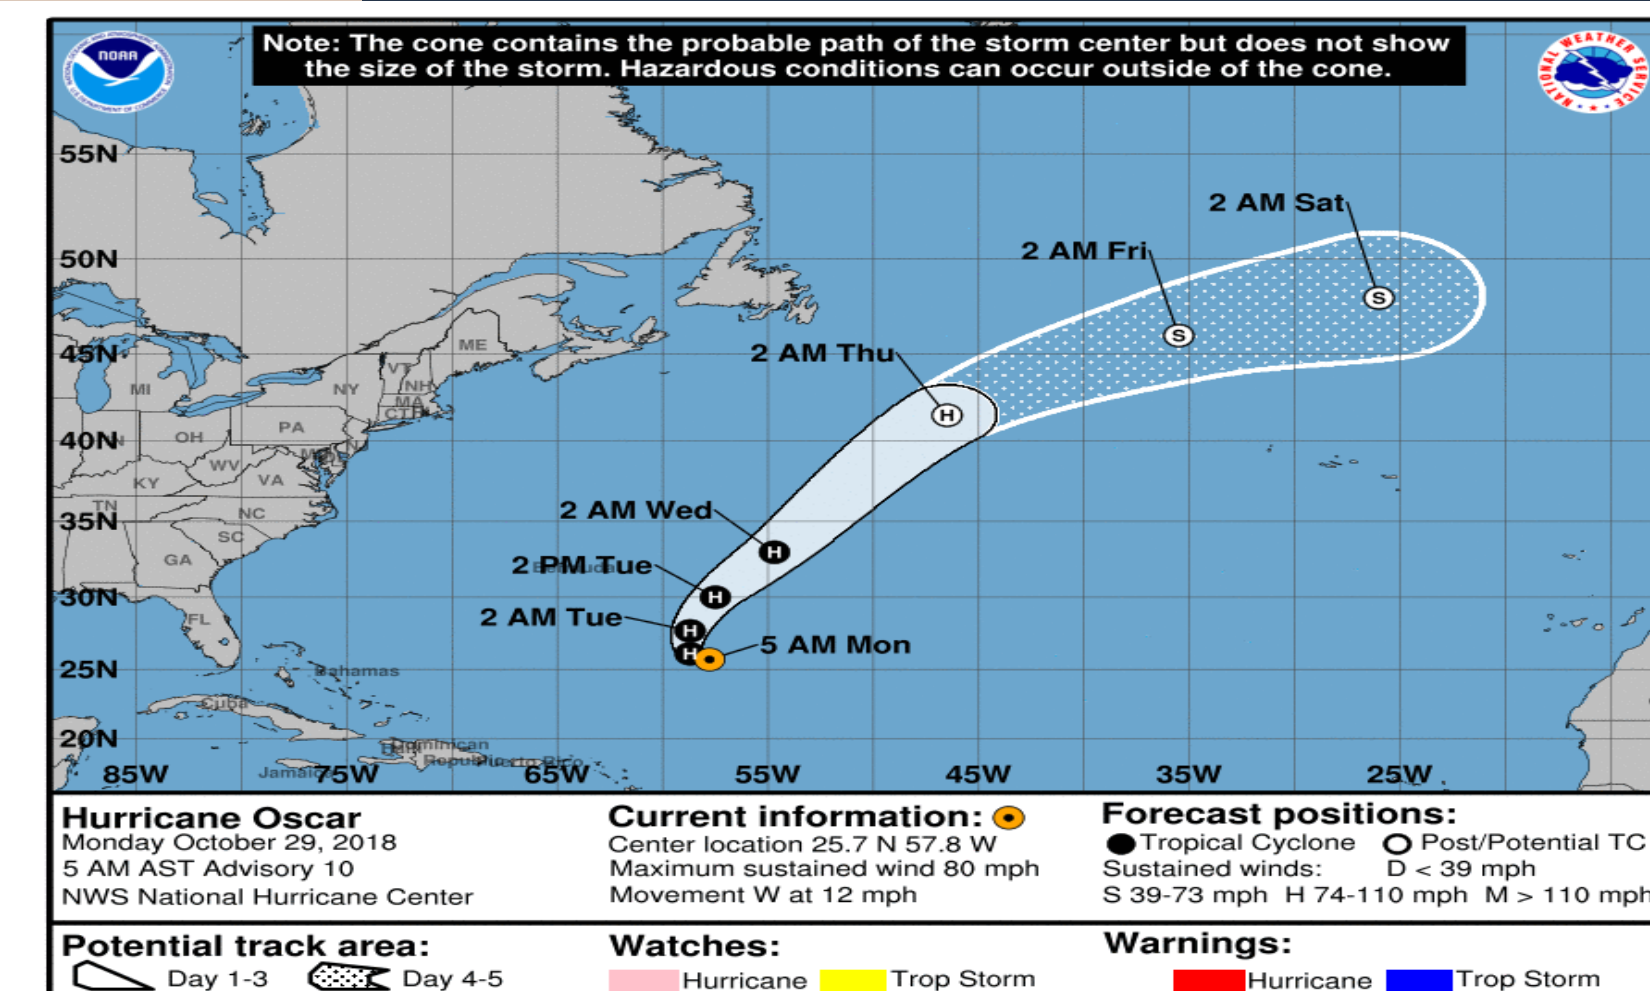 Note: The cone contains the probable path of the storm center but does not show
the size of the storm. Hazardous conditions can occur outside of the cone.
NOAA
NATIONAL WEATHER SERVICE
55N
2 AM Sat
2 AM Fri
50N
S
S
ME
45N
2 AM Thu
VT
MI
NY
NH
MA
CT
H
PA
OH
40N
WV
KY
VA
TN
NC
2 AM Wed
35N
SC
H
GA
2 PM Tue
Bermuda
30N
H
FL
2 AM Tue
H
5 AM Mon
H
25N
Bahamas
Cuba
20N
Dominican
Republic
Puerto Rico
Jamaica
85W 75W 65W 55W 45W 35W 25W
Hurricane Oscar
Monday October 29, 2018
5 AM AST Advisory 10
NWS National Hurricane Center
Current information:
Center location 25.7 N 57.8 W
Maximum sustained wind 80 mph
Movement W at 12 mph
Forecast positions:
Tropical Cyclone Post/Potential TC
Sustained winds: D < 39 mph
S 39-73 mph H 74-110 mph M > 110 mph
Potential track area:
Day 1-3 Day 4-5
Watches:
Hurricane Trop Storm
Warnings:
Hurricane Trop Storm